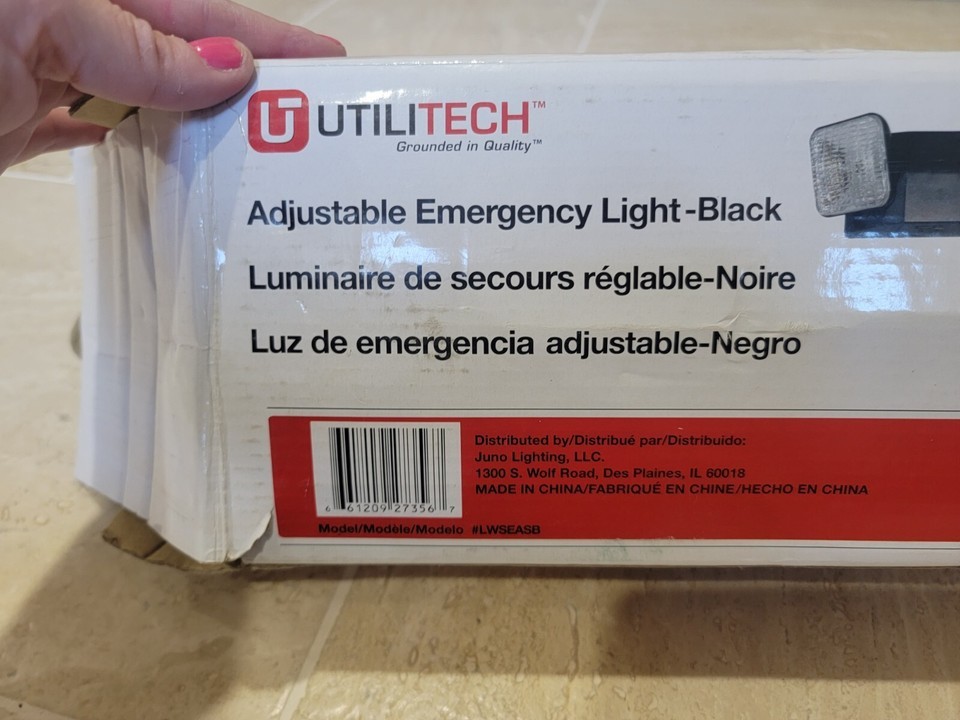 UTILITECH™
Grounded in Quality™
Adjustable Emergency Light-Black
Luminaire de secours réglable-Noire
Luz de emergencia adjustable-Negro
Distributed by/Distribué par/Distribuido:
Juno Lighting, LLC.
1300 S. Wolf Road, Des Plaines, IL 60018
MADE IN CHINA/FABRIQUÉ EN CHINE/HECHO EN CHINA
6 61209 27356 7
Model/Modèle/Modelo #LWSEASB